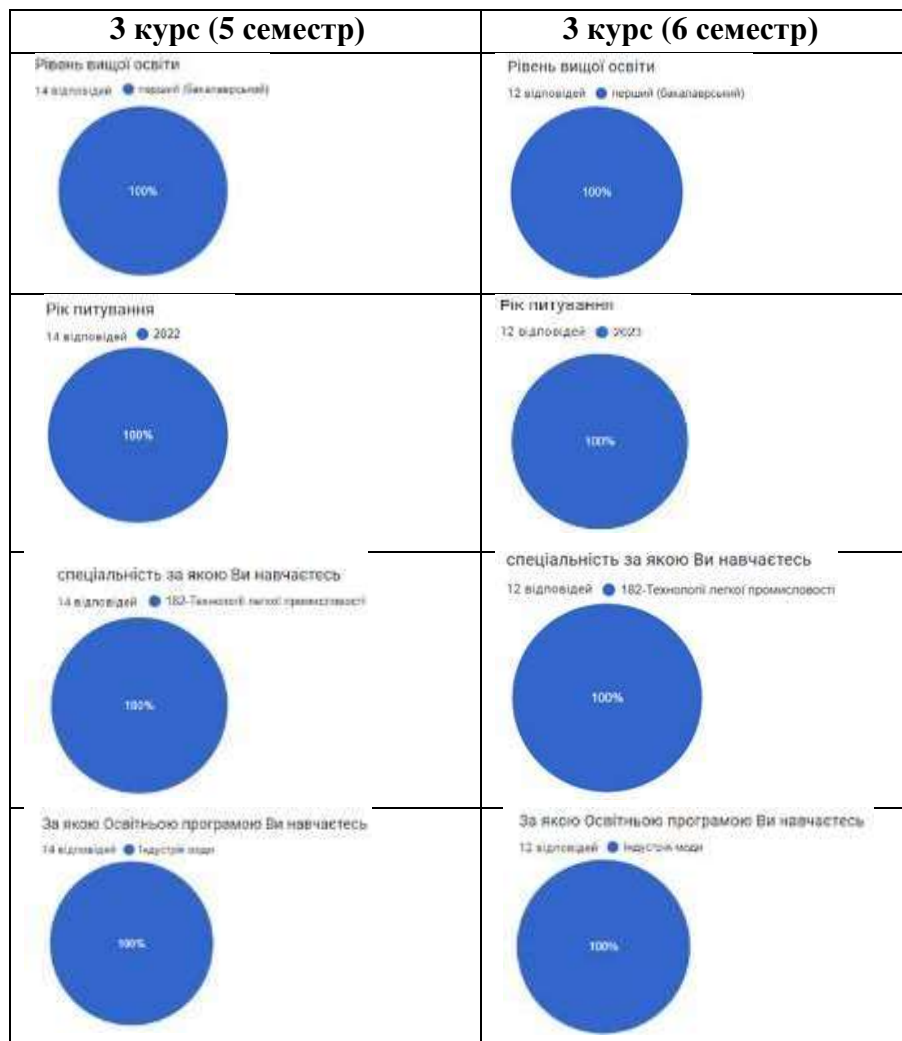 3 курс (5 семестр)
3 курс (6 семестр)
Рівень вищої освіти
14 відповідей перший (бакалаврський)
100%
Рівень вищої освіти
12 відповідей перший (бакалаврський)
100%
Рік питування
14 відповідей 2022
100%
Рік питування
12 відповідей 2023
100%
спеціальність за якою Ви навчаєтесь
14 відповідей 182-Технології легкої промисловості
100%
спеціальність за якою Ви навчаєтесь
12 відповідей 182-Технології легкої промисловості
100%
За якою Освітньою програмою Ви навчаєтесь
14 відповідей Індустрія моди
100%
За якою Освітньою програмою Ви навчаєтесь
12 відповідей Індустрія моди
100%